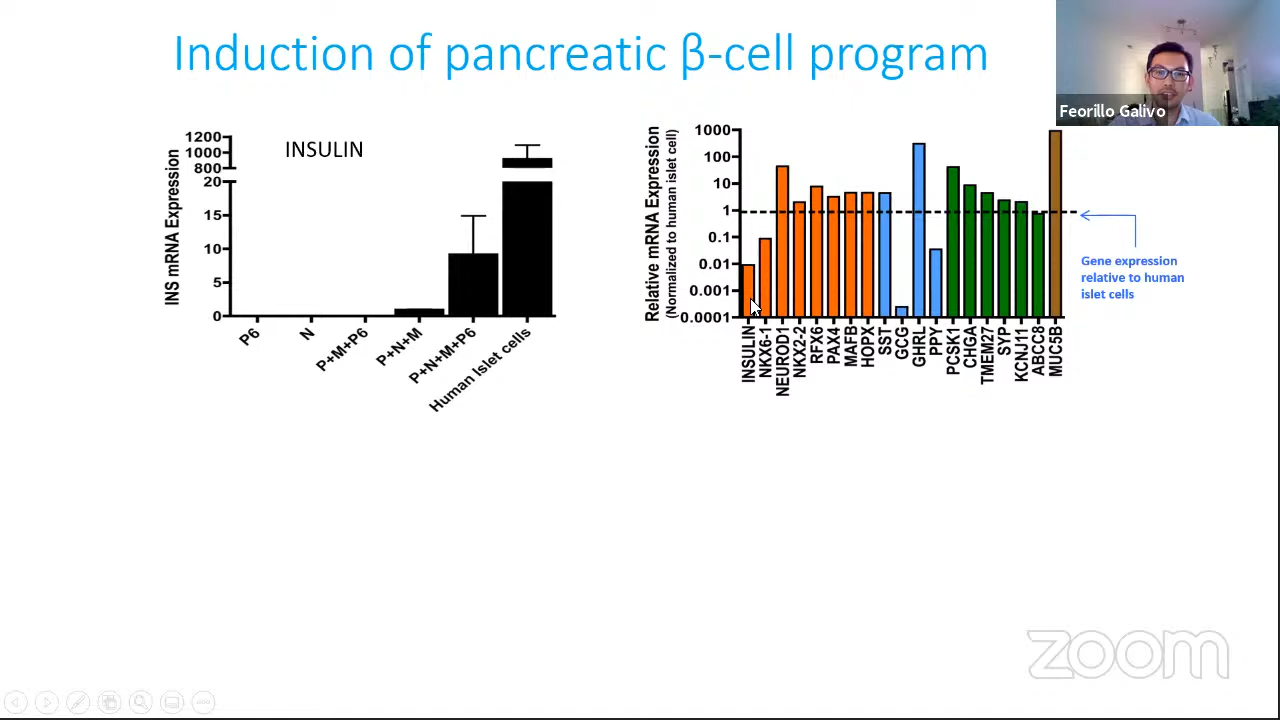 Induction of pancreatic β-cell program
Feorillo Galivo
INSULIN
INS mRNA Expression
1200
1000
800
20
15
10
5
0
P6
N
P+M+P6
P+N+M
P+N+M+P6
Human Islet cells
Relative mRNA Expression
(Normalized to human islet cell)
1000
100
10
1
0.1
0.01
0.001
0.0001
INSULIN
NKX6-1
NEUROD1
NKX2-2
RFX6
PAX4
MAFB
HOPX
SST
GCG
GHRL
PPY
PCSK1
CHGA
TMEM27
SYP
KCNJ11
ABCC8
MUC5B
Gene expression
relative to human
islet cells
zoom